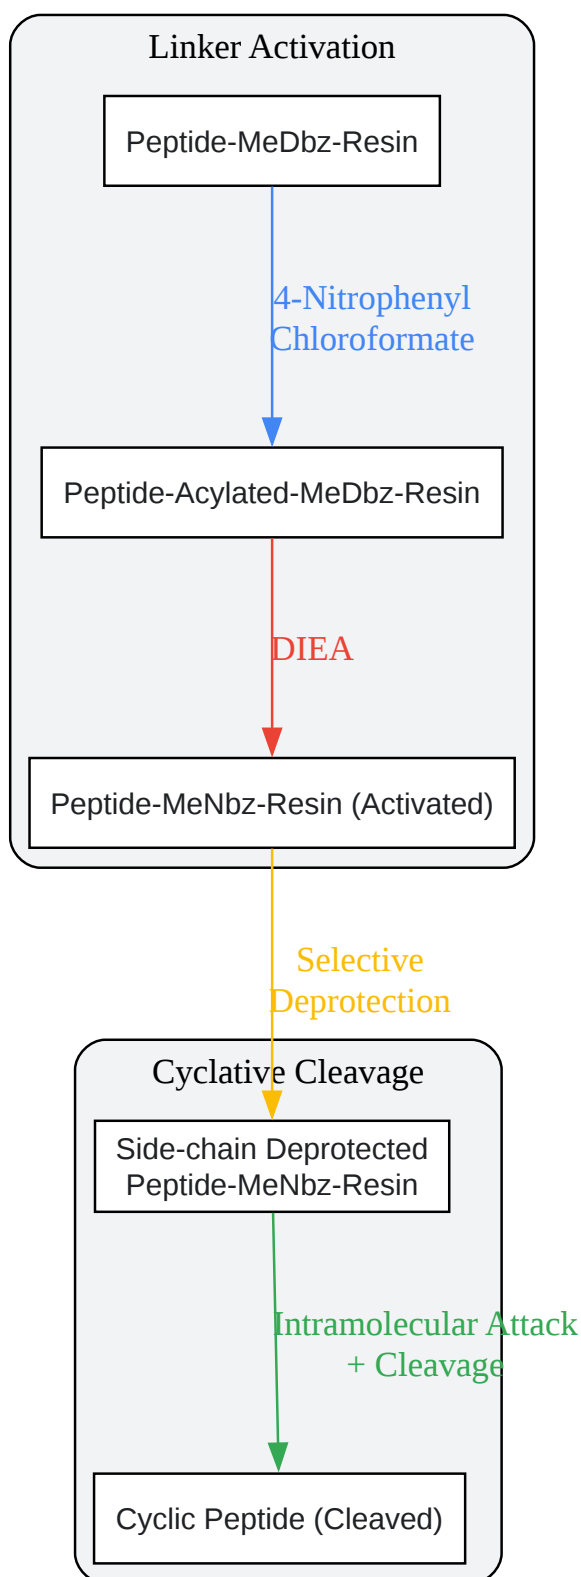 Linker Activation
Peptide-MeDbz-Resin
4-Nitrophenyl
Chloroformate
Peptide-Acylated-MeDbz-Resin
DIEA
Peptide-MeNbz-Resin (Activated)
Selective
Deprotection
Cyclative Cleavage
Side-chain Deprotected
Peptide-MeNbz-Resin
Intramolecular Attack
+ Cleavage
Cyclic Peptide (Cleaved)